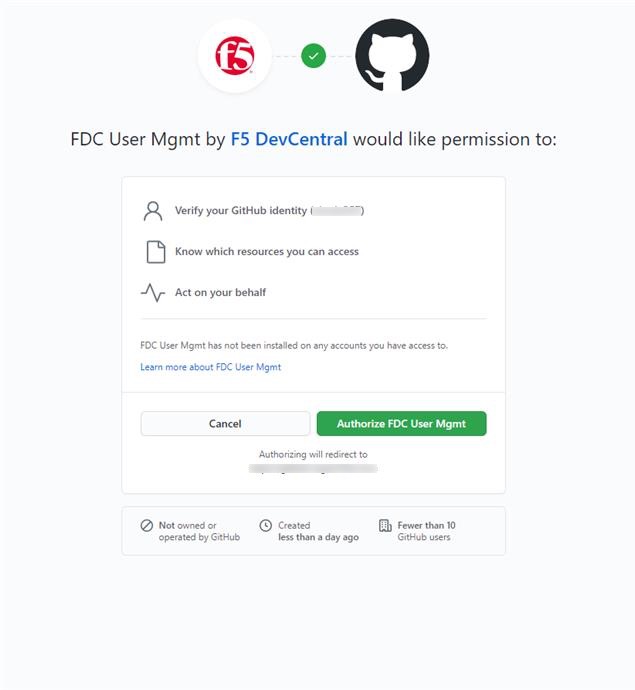 f5
FDC User Mgmt by F5 DevCentral would like permission to:
Verify your GitHub identity ( )
Know which resources you can access
Act on your behalf
FDC User Mgmt has not been installed on any accounts you have access to.
Learn more about FDC User Mgmt
Cancel
Authorize FDC User Mgmt
Authorizing will redirect to
Not owned or
operated by GitHub
Created
less than a day ago
Fewer than 10
GitHub users